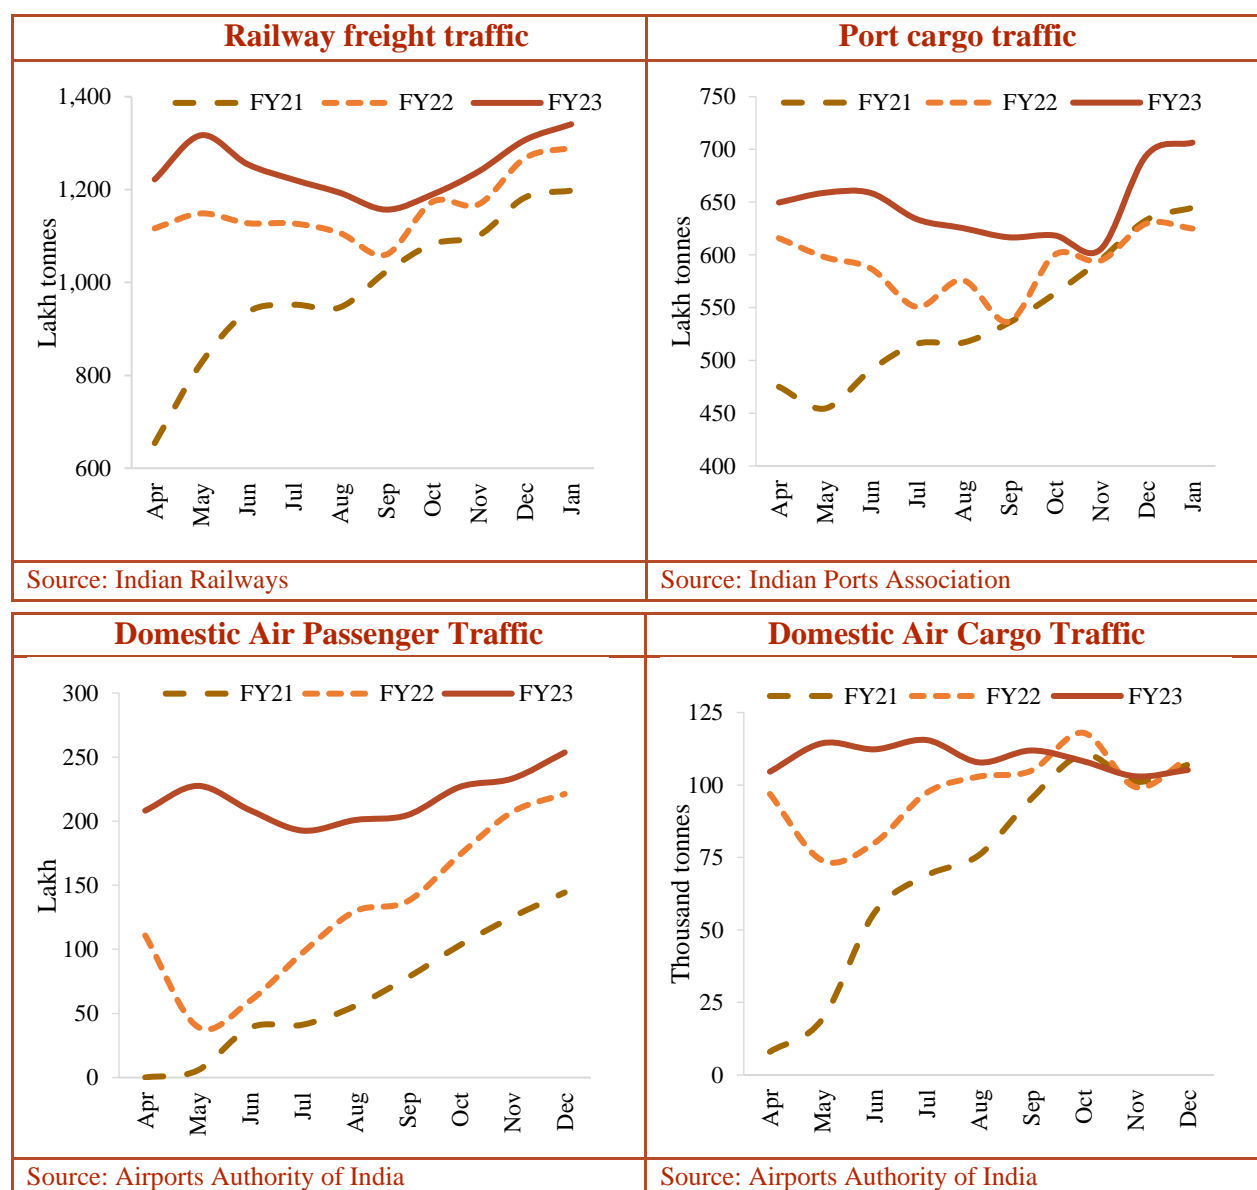 Railway freight traffic
Port cargo traffic
FY21 FY22 FY23
1,400
1,200
1,000
800
600
Lakh tonnes
Apr May Jun Jul Aug Sep Oct Nov Dec Jan
FY21 FY22 FY23
750
700
650
600
550
500
450
400
Lakh tonnes
Apr May Jun Jul Aug Sep Oct Nov Dec Jan
Source: Indian Railways
Source: Indian Ports Association
Domestic Air Passenger Traffic
Domestic Air Cargo Traffic
FY21 FY22 FY23
300
250
200
150
100
50
0
Lakh
Apr May Jun Jul Aug Sep Oct Nov Dec
FY21 FY22 FY23
125
100
75
50
25
0
Thousand tonnes
Apr May Jun Jul Aug Sep Oct Nov Dec
Source: Airports Authority of India
Source: Airports Authority of India